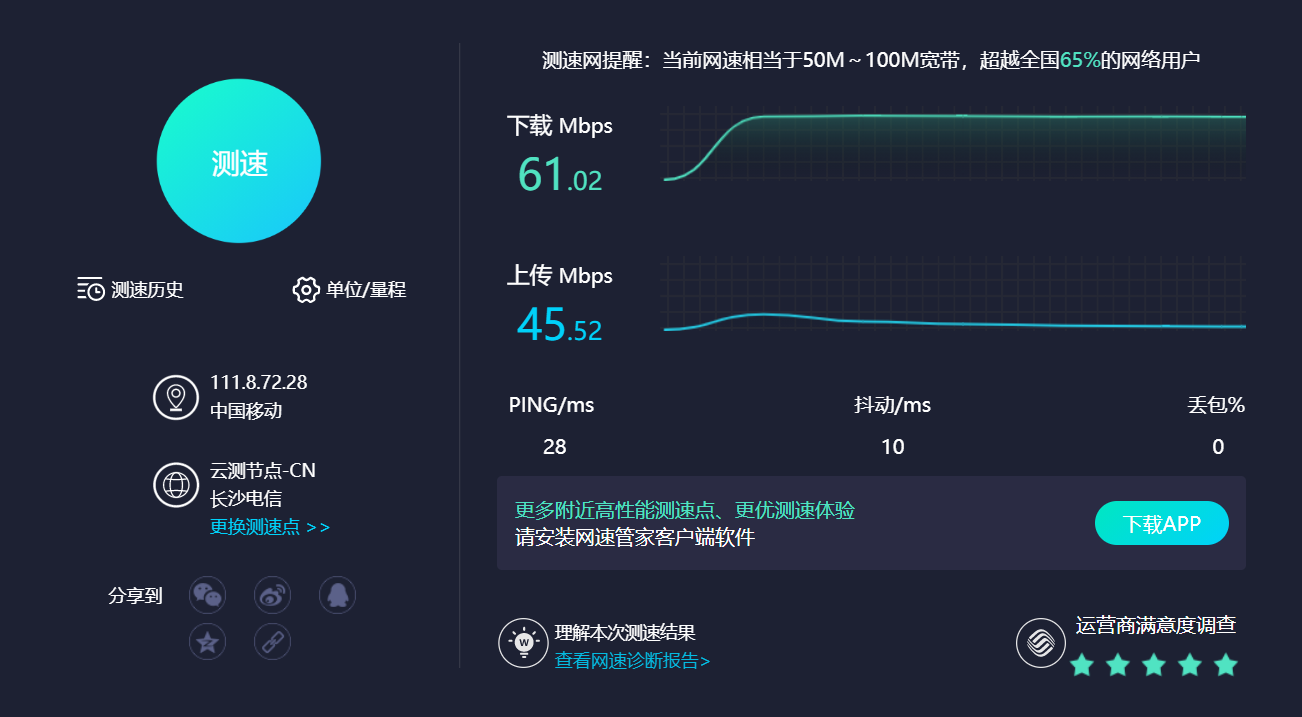 测速网提醒：当前网速相当于50M～100M宽带，超越全国65%的网络用户
测速
测速历史
单位/量程
111.8.72.28
中国移动
云测节点-CN
长沙电信
更换测速点 >>
分享到
下载 Mbps
61.02
上传 Mbps
45.52
PING/ms
抖动/ms
丢包%
28
10
0
更多附近高性能测速点、更优测速体验
请安装网速管家客户端软件
下载APP
W
理解本次测速结果
查看网速诊断报告>
运营商满意度调查